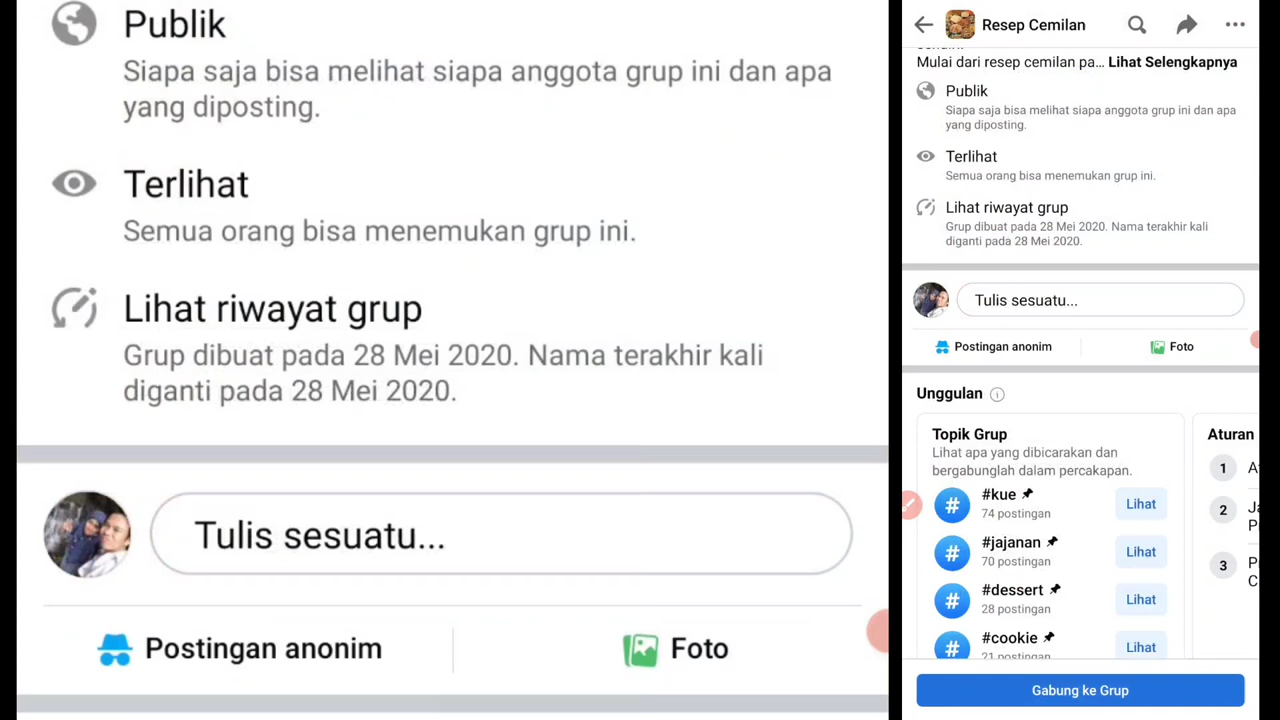 Publik
Siapa saja bisa melihat siapa anggota grup ini dan apa
yang diposting.
Terlihat
Semua orang bisa menemukan grup ini.
Lihat riwayat grup
Grup dibuat pada 28 Mei 2020. Nama terakhir kali
diganti pada 28 Mei 2020.
Tulis sesuatu...
Postingan anonim
Foto
Resep Cemilan
Mulai dari resep cemilan pa... Lihat Selengkapnya
Publik
Siapa saja bisa melihat siapa anggota grup ini dan apa
yang diposting.
Terlihat
Semua orang bisa menemukan grup ini.
Lihat riwayat grup
Grup dibuat pada 28 Mei 2020. Nama terakhir kali
diganti pada 28 Mei 2020.
Tulis sesuatu...
Postingan anonim
Foto
Unggulan
Topik Grup
Lihat apa yang dibicarakan dan
bergabunglah dalam percakapan.
# #kue
74 postingan
Lihat
# #jajanan
70 postingan
Lihat
# #dessert
28 postingan
Lihat
# #cookie
21 postingan
Lihat
Aturan
1
2
3
Gabung ke Grup